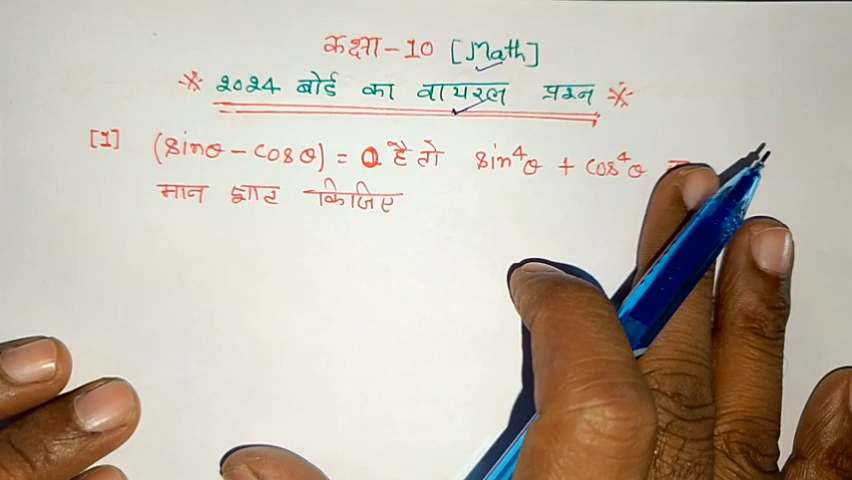 कक्षा - 10 [Math]
* 2024 बोर्ड का वायरल प्रश्न *
[1] (sinθ - cosθ) = 0 है तो sin⁴θ + cos⁴θ
मान ज्ञात किजिए